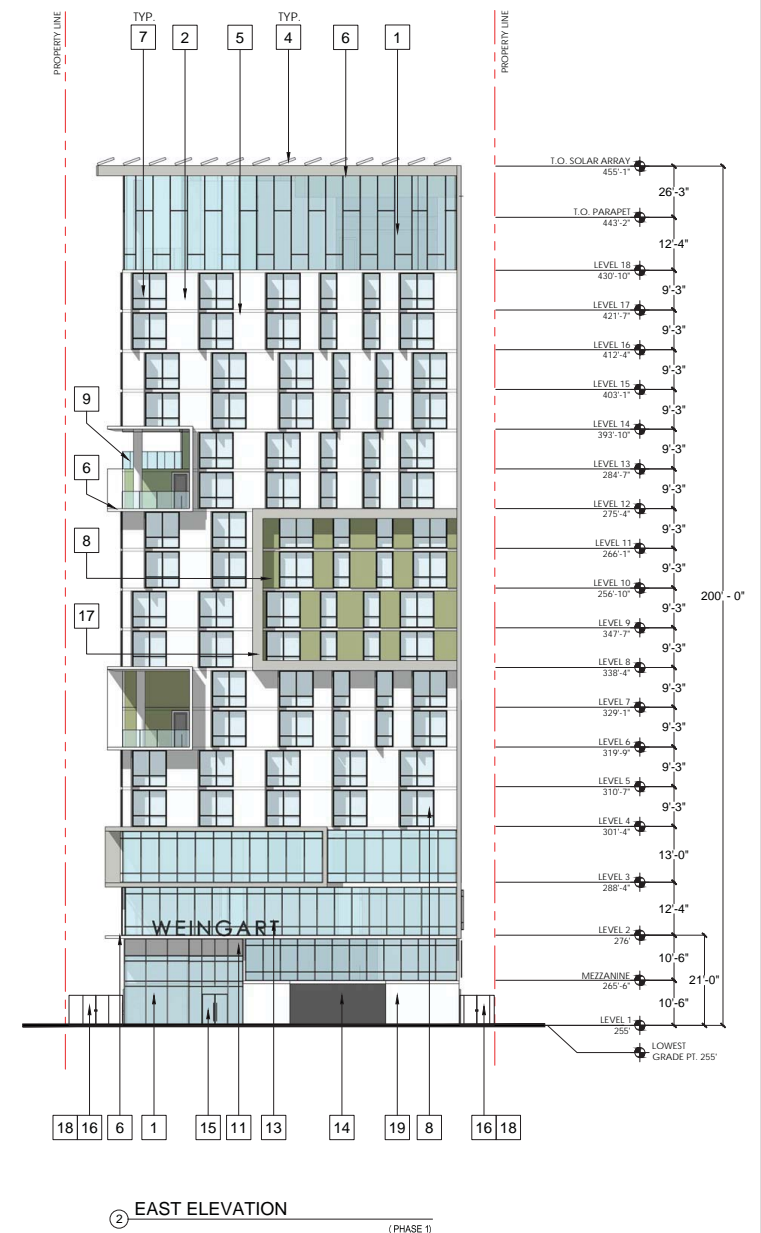 PROPERTY LINE
TYP.
7
2
5
TYP.
4
6
1
PROPERTY LINE
T.O. SOLAR ARRAY
455'-1"
26'-3"
T.O. PARAPET
443'-2"
12'-4"
LEVEL 18
430'-10"
9'-3"
LEVEL 17
421'-7"
9'-3"
LEVEL 16
412'-4"
9'-3"
LEVEL 15
403'-1"
9'-3"
LEVEL 14
393'-10"
9'-3"
LEVEL 13
284'-7"
9'-3"
LEVEL 12
275'-4"
9'-3"
LEVEL 11
266'-1"
9'-3"
LEVEL 10
256'-10"
9'-3"
LEVEL 9
347'-7"
9'-3"
LEVEL 8
338'-4"
9'-3"
LEVEL 7
329'-1"
9'-3"
LEVEL 6
319'-9"
9'-3"
LEVEL 5
310'-7"
9'-3"
LEVEL 4
301'-4"
13'-0"
LEVEL 3
288'-4"
12'-4"
LEVEL 2
276'
10'-6"
MEZZANINE
265'-6"
10'-6"
LEVEL 1
255'
21'-0"
200' - 0"
LOWEST
GRADE PT. 255'
9
6
8
17
WEINGART
18 16 6 1 15 11 13 14 19 8 16 18
2 EAST ELEVATION
( PHASE 1)